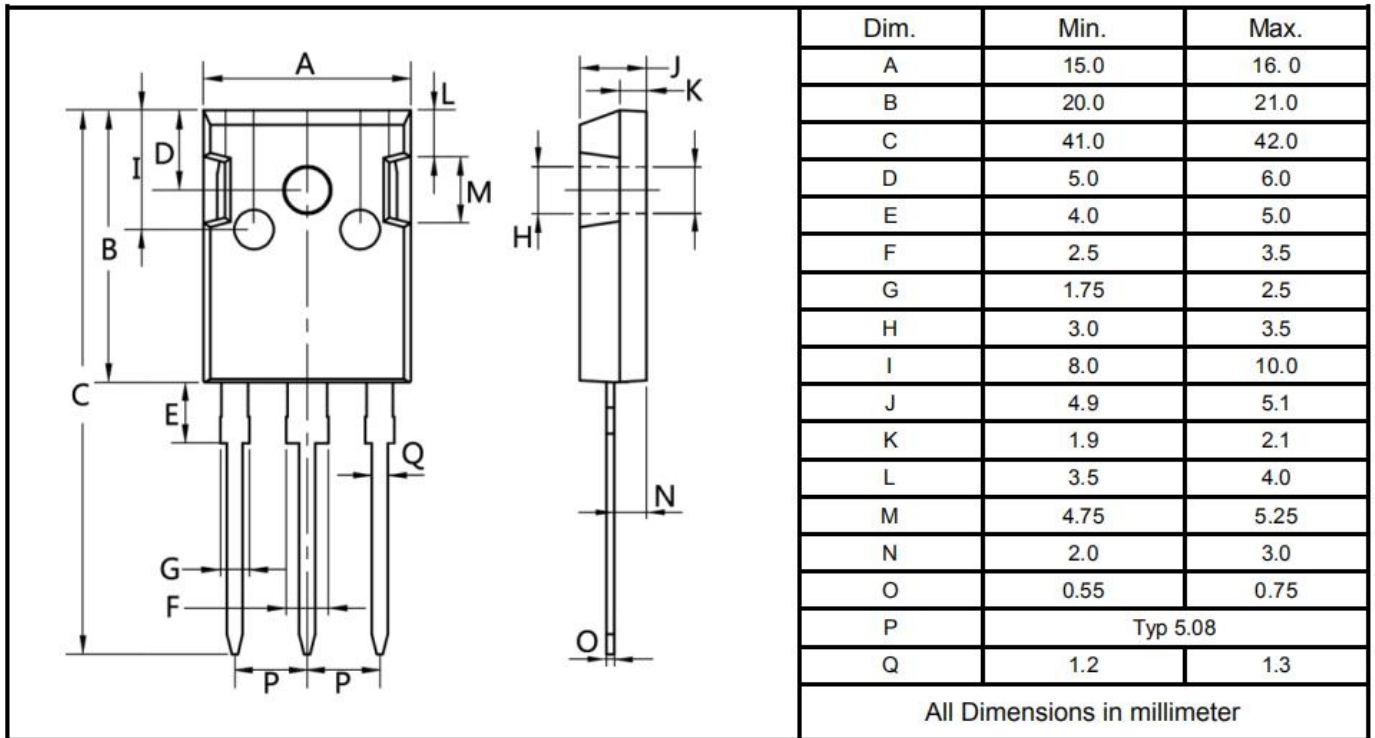 A
J
L
K
D
I
M
H
B
C
E
Q
N
G
F
O
P P
Dim. Min. Max.
A 15.0 16. 0
B 20.0 21.0
C 41.0 42.0
D 5.0 6.0
E 4.0 5.0
F 2.5 3.5
G 1.75 2.5
H 3.0 3.5
I 8.0 10.0
J 4.9 5.1
K 1.9 2.1
L 3.5 4.0
M 4.75 5.25
N 2.0 3.0
O 0.55 0.75
P Typ 5.08
Q 1.2 1.3
All Dimensions in millimeter